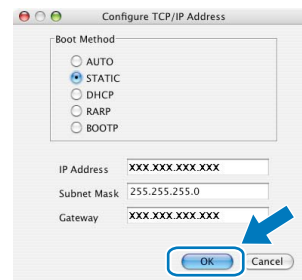 Configure TCP/IP Address
Boot Method
AUTO
STATIC
DHCP
RARP
BOOTP
IP Address XXX.XXX.XXX.XXX
Subnet Mask 255.255.255.0
Gateway XXX.XXX.XXX.XXX
OK Cancel